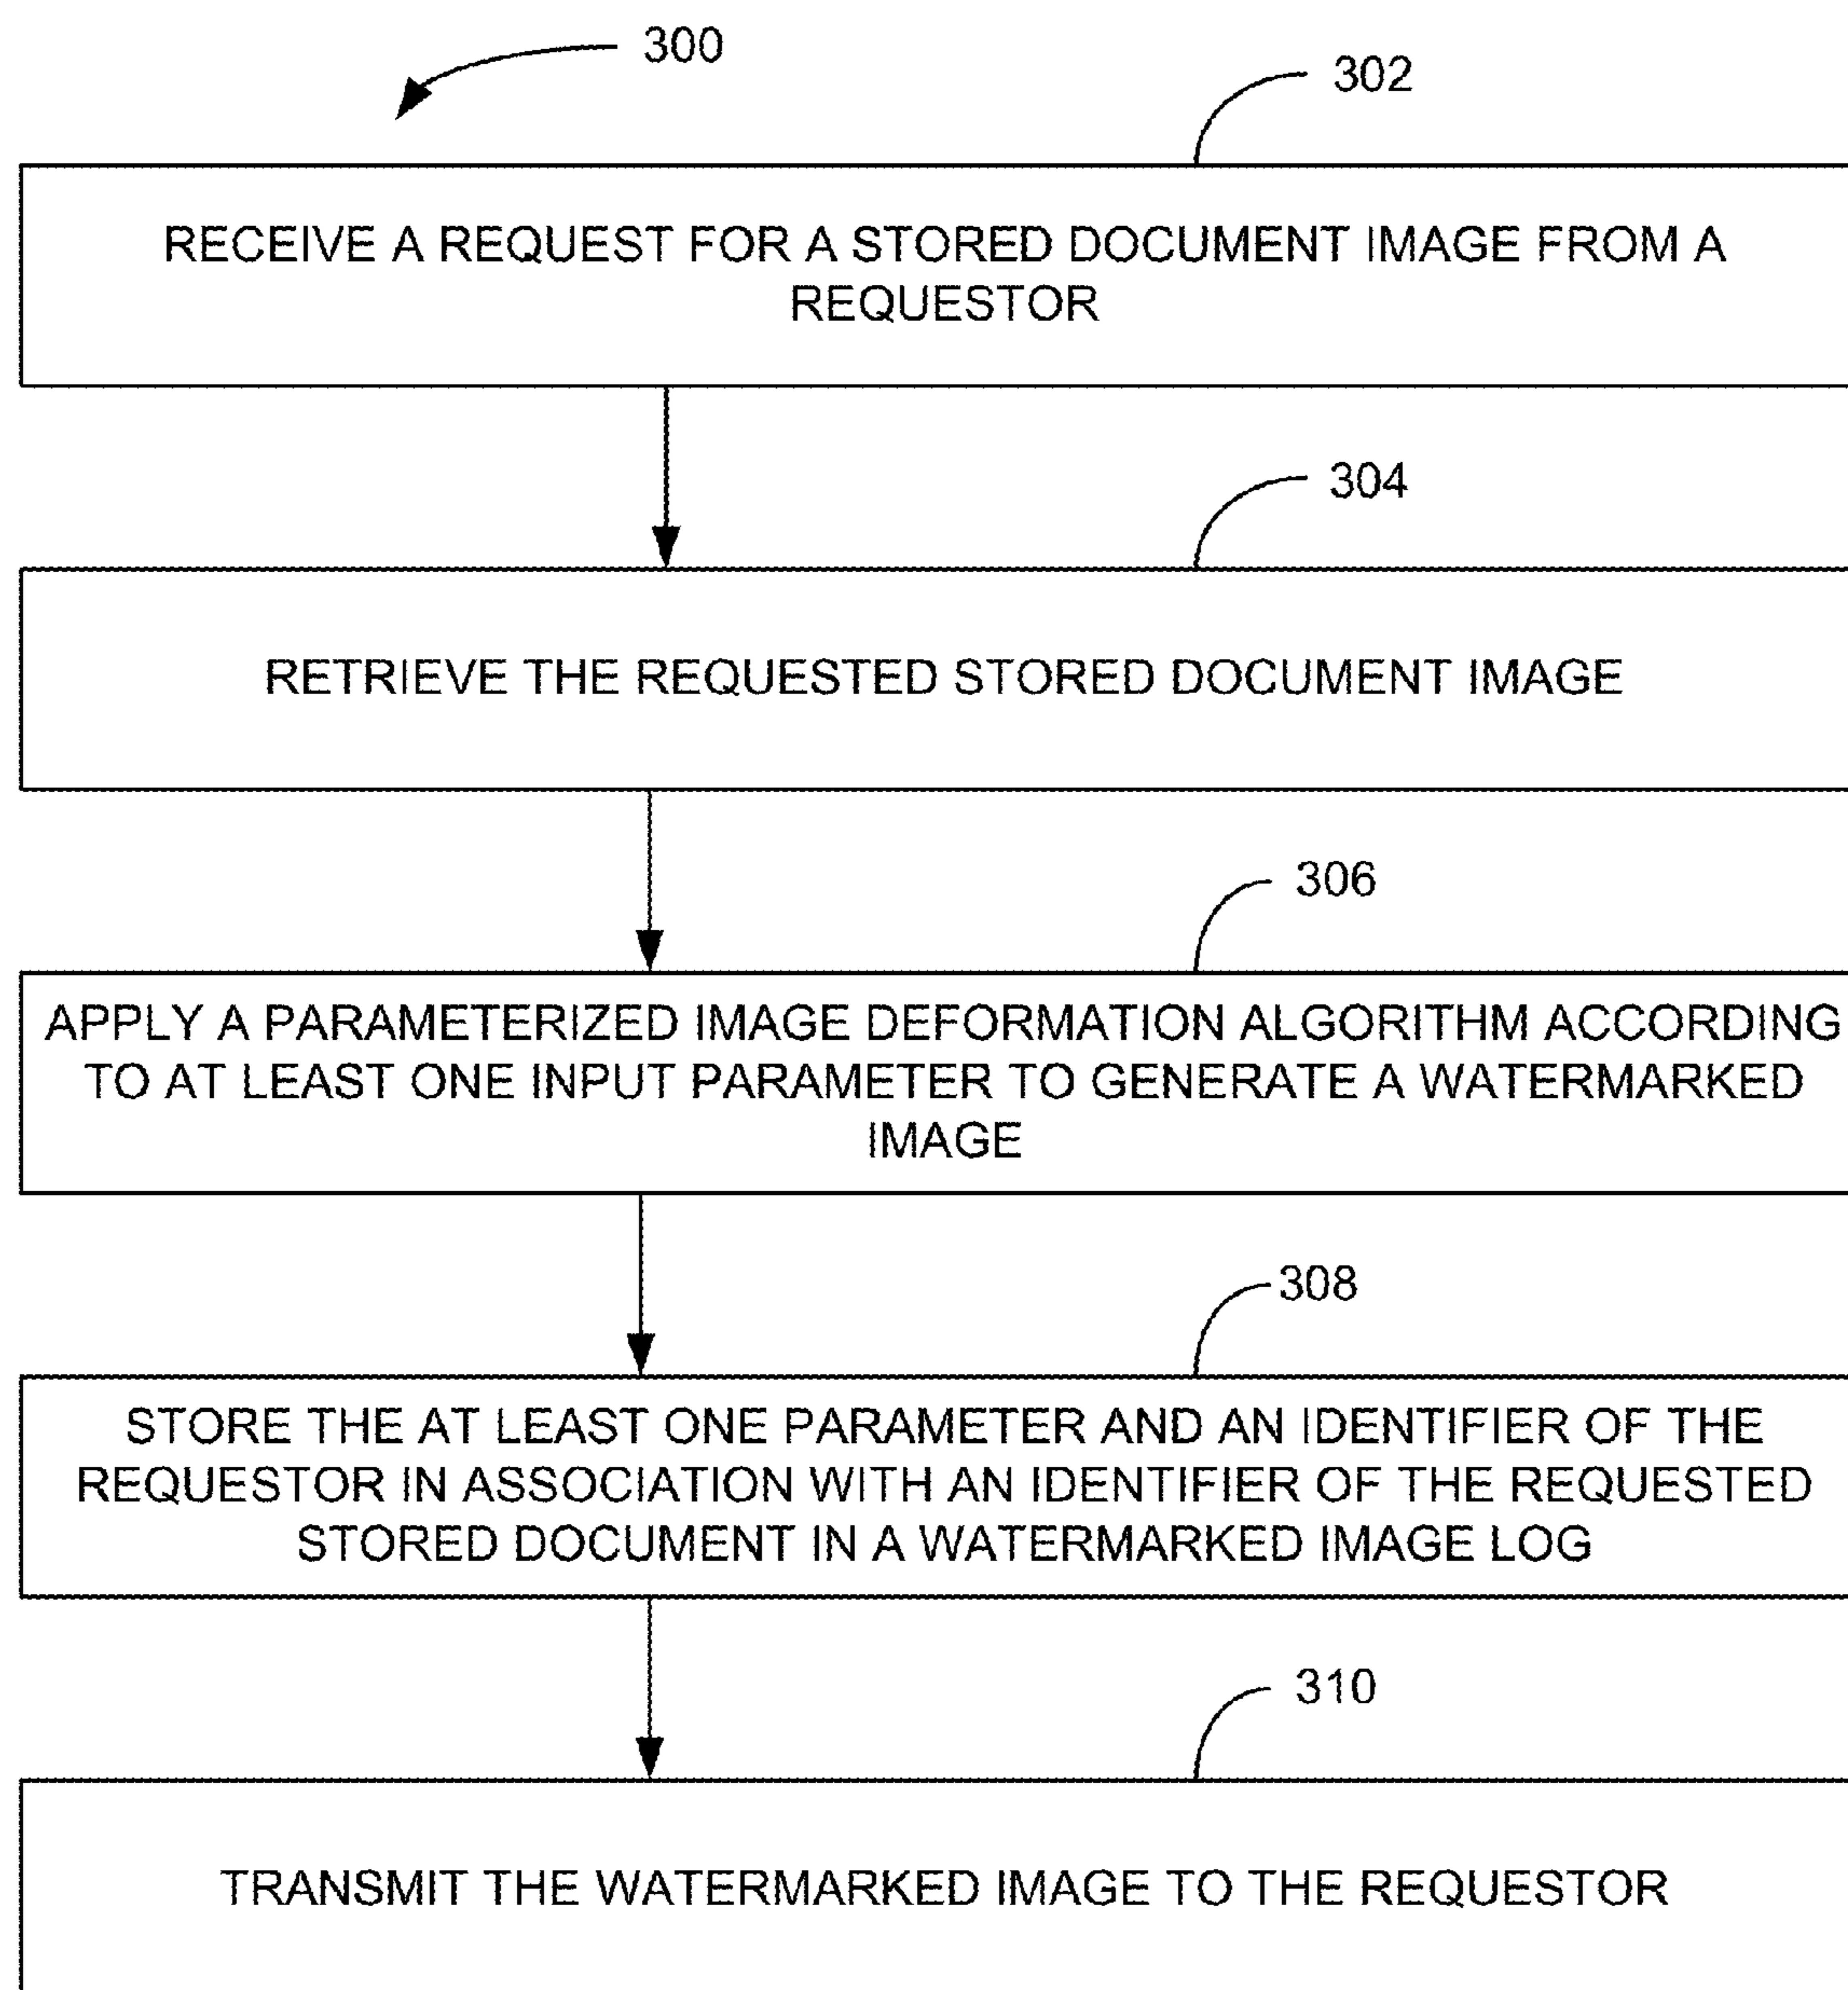 300
302
RECEIVE A REQUEST FOR A STORED DOCUMENT IMAGE FROM A
REQUESTOR
304
RETRIEVE THE REQUESTED STORED DOCUMENT IMAGE
306
APPLY A PARAMETERIZED IMAGE DEFORMATION ALGORITHM ACCORDING
TO AT LEAST ONE INPUT PARAMETER TO GENERATE A WATERMARKED
IMAGE
308
STORE THE AT LEAST ONE PARAMETER AND AN IDENTIFIER OF THE
REQUESTOR IN ASSOCIATION WITH AN IDENTIFIER OF THE REQUESTED
STORED DOCUMENT IN A WATERMARKED IMAGE LOG
310
TRANSMIT THE WATERMARKED IMAGE TO THE REQUESTOR